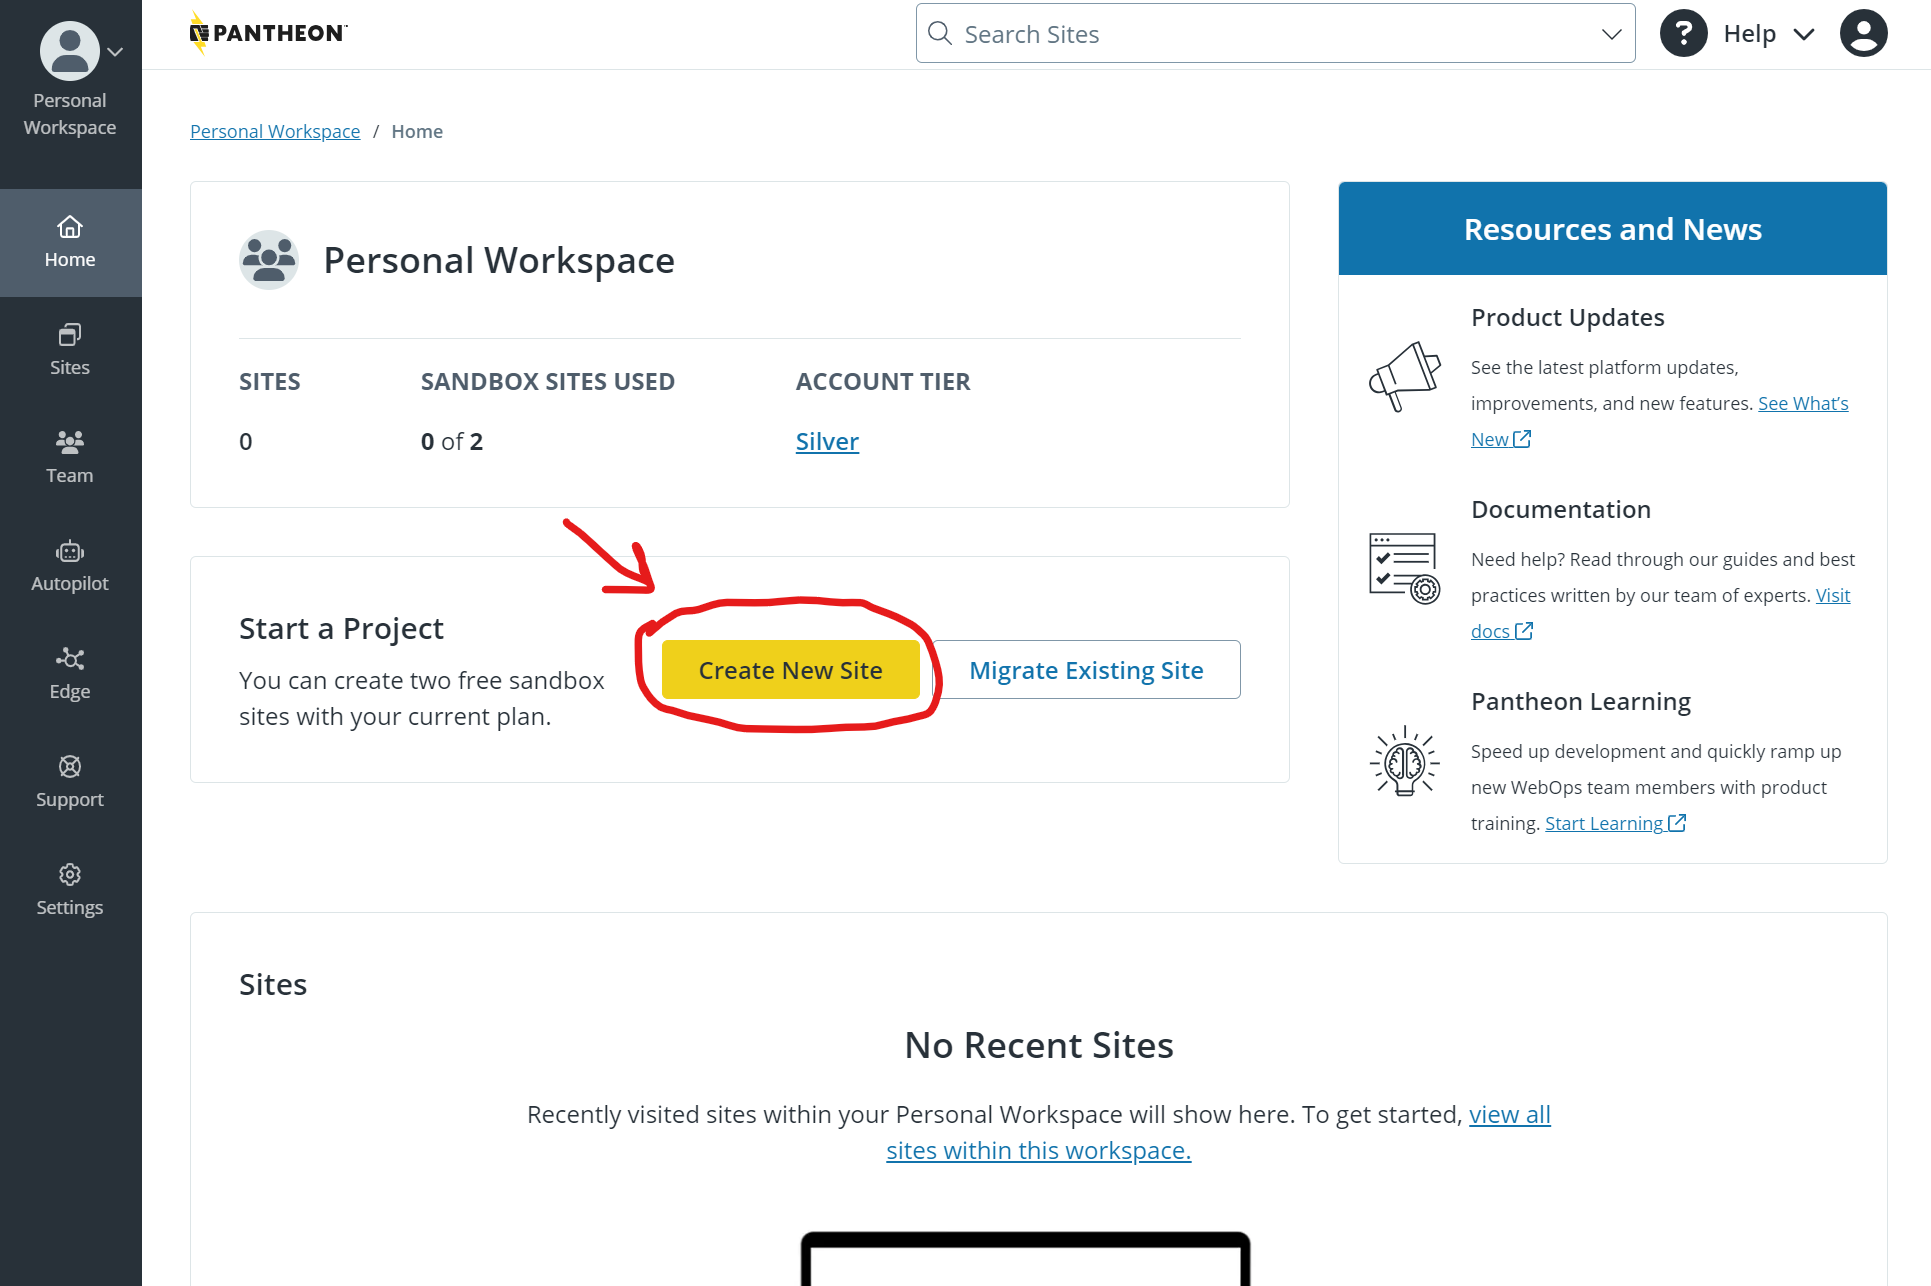 Personal
Workspace
Home
Sites
Team
Autopilot
Edge
Support
Settings
PANTHEON
Search Sites
? Help
Personal Workspace / Home
Personal Workspace
SITES
SANDBOX SITES USED
ACCOUNT TIER
0
0 of 2
Silver
Start a Project
You can create two free sandbox
sites with your current plan.
Create New Site
Migrate Existing Site
Resources and News
Product Updates
See the latest platform updates,
improvements, and new features. See What’s
New
Documentation
Need help? Read through our guides and best
practices written by our team of experts. Visit
docs
Pantheon Learning
Speed up development and quickly ramp up
new WebOps team members with product
training. Start Learning
Sites
No Recent Sites
Recently visited sites within your Personal Workspace will show here. To get started, view all
sites within this workspace.